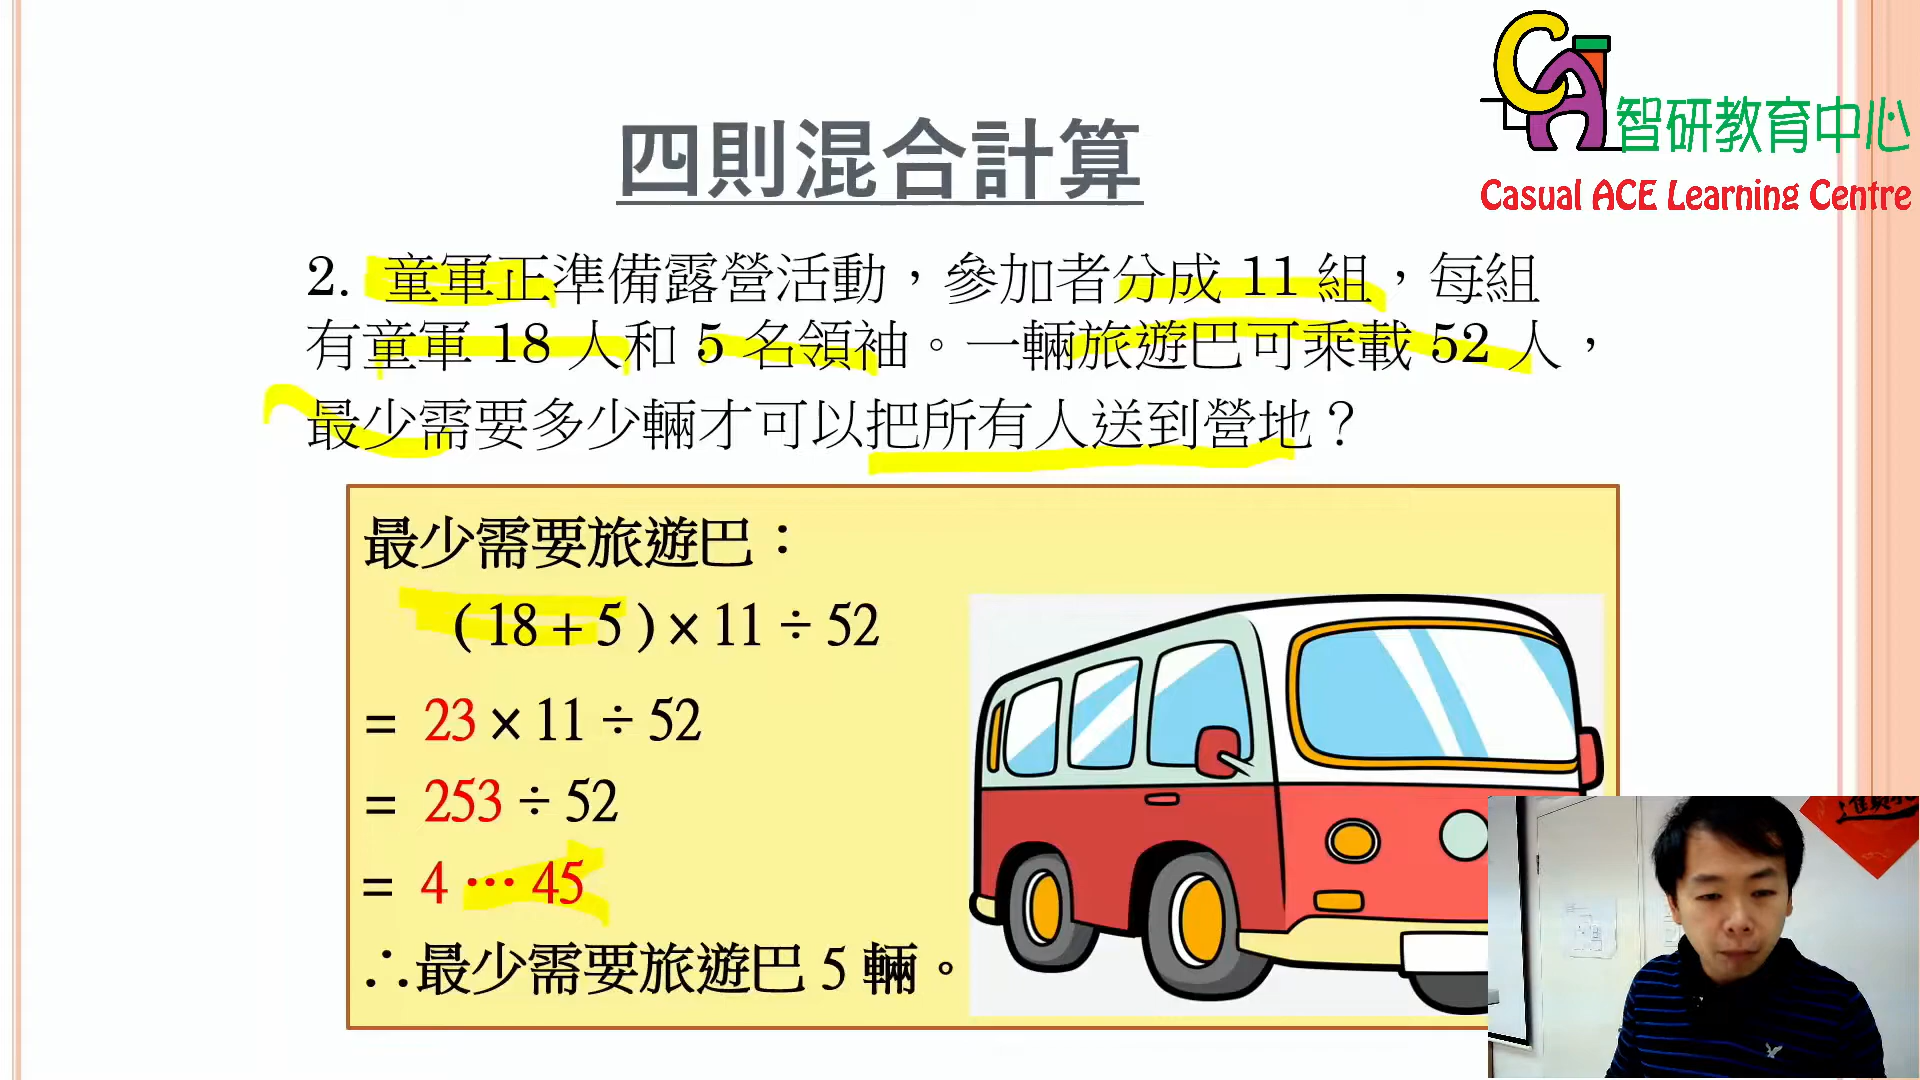 智研教育中心
Casual ACE Learning Centre
四則混合計算
2. 童軍正準備露營活動，參加者分成 11 組，每組
有童軍 18 人和 5 名領袖。一輛旅遊巴可乘載 52 人，
最少需要多少輛才可以把所有人送到營地？
最少需要旅遊巴：
( 18 + 5 ) × 11 ÷ 52
= 23 × 11 ÷ 52
= 253 ÷ 52
= 4 ⋯ 45
∴最少需要旅遊巴 5 輛。